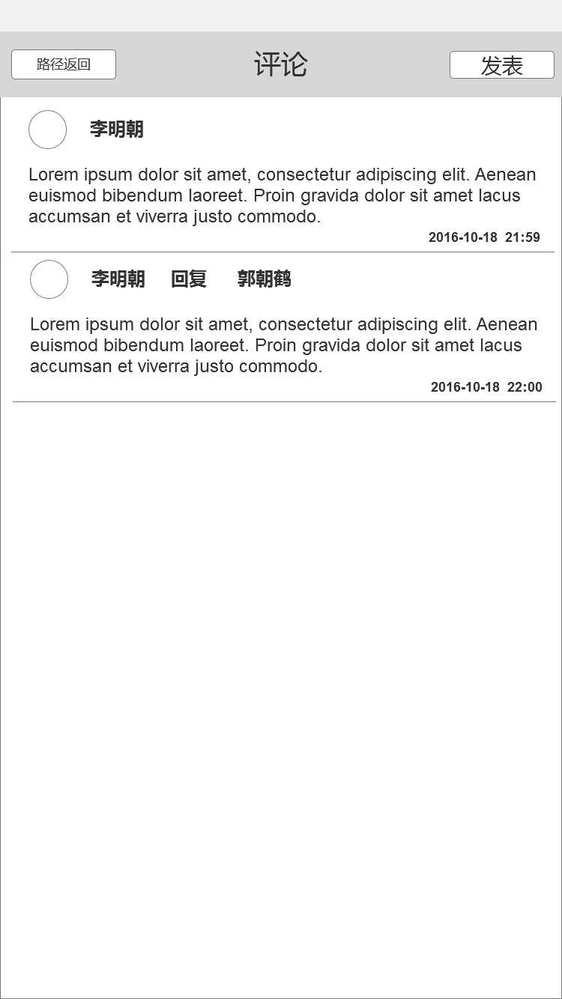 路径返回 评论 发表
李明朝
Lorem ipsum dolor sit amet, consectetur adipiscing elit. Aenean
euismod bibendum laoreet. Proin gravida dolor sit amet lacus
accumsan et viverra justo commodo.
2016-10-18 21:59
李明朝 回复 郭朝鹤
Lorem ipsum dolor sit amet, consectetur adipiscing elit. Aenean
euismod bibendum laoreet. Proin gravida dolor sit amet lacus
accumsan et viverra justo commodo.
2016-10-18 22:00